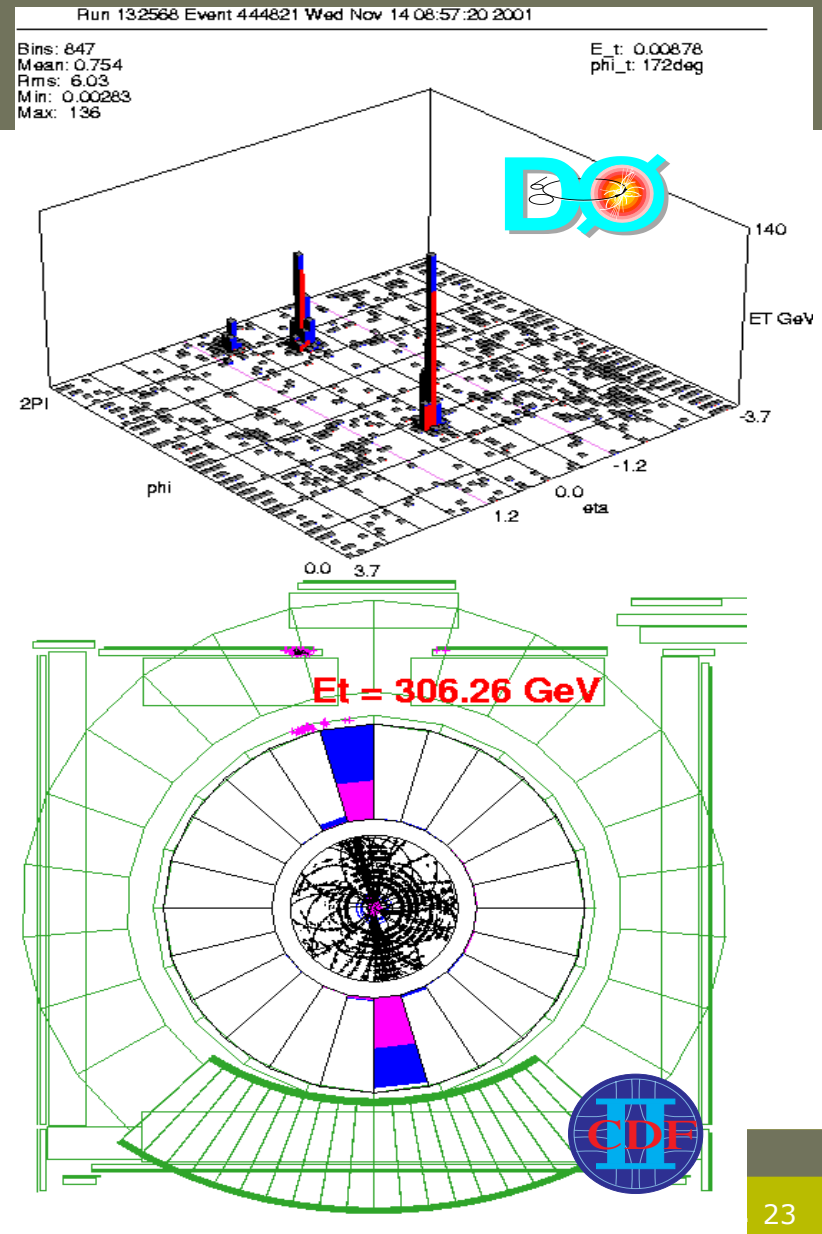 Run 132568 Event 444821 Wed Nov 14 08:57:20 2001
Bins: 847
Mean: 0.754
Rms: 6.03
Min: 0.00283
Max: 136
E_t: 0.00878
phi_t: 172deg
DØ
140
ET GeV
2PI
-3.7
phi
-1.2
0.0
eta
1.2
0.0 3.7
Et = 306.26 GeV
II
CDF
23